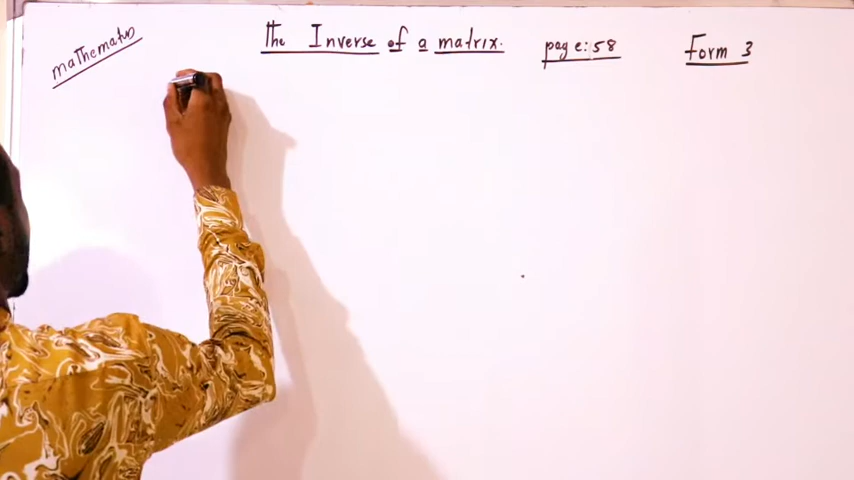 mathematics
The Inverse of a matrix.
page: 58
Form 3